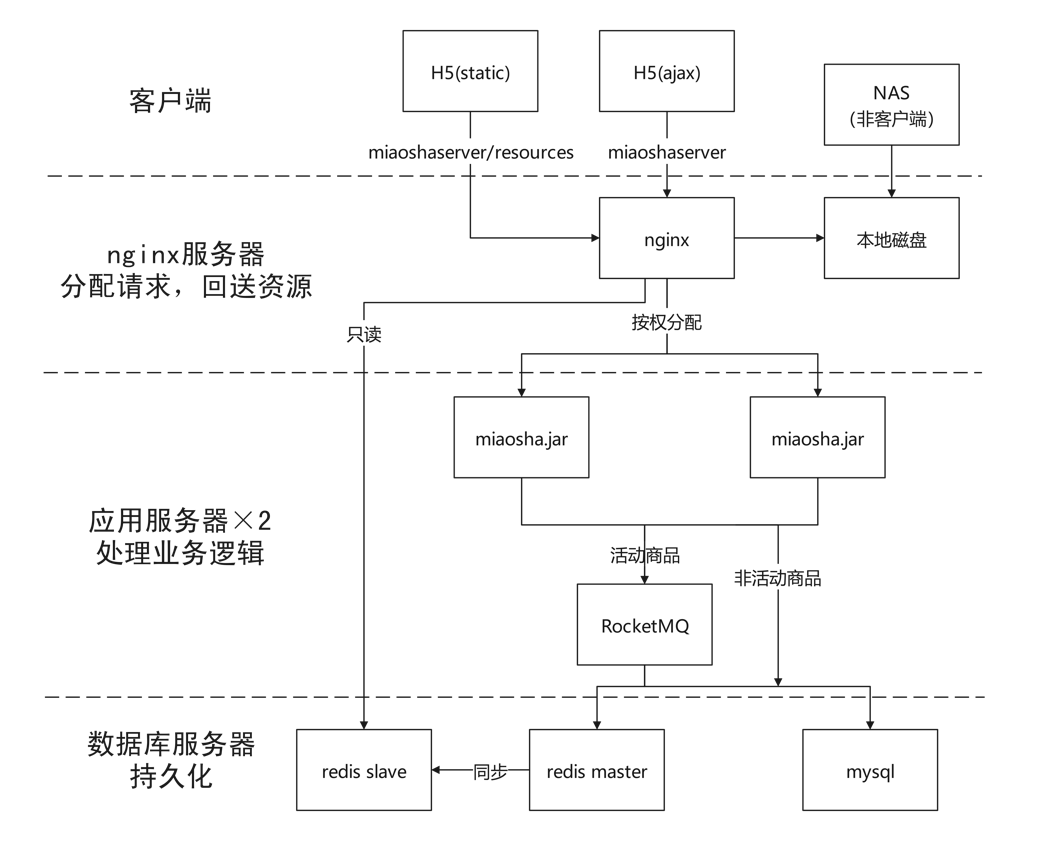 H5(static)
H5(ajax)
客户端
NAS
(非客户端)
miaoshaserver/resources
miaoshaserver
nginx服务器
分配请求，回送资源
nginx
本地磁盘
只读
按权分配
miaosha.jar
miaosha.jar
应用服务器×2
处理业务逻辑
活动商品
非活动商品
RocketMQ
数据库服务器
持久化
redis slave
同步
redis master
mysql